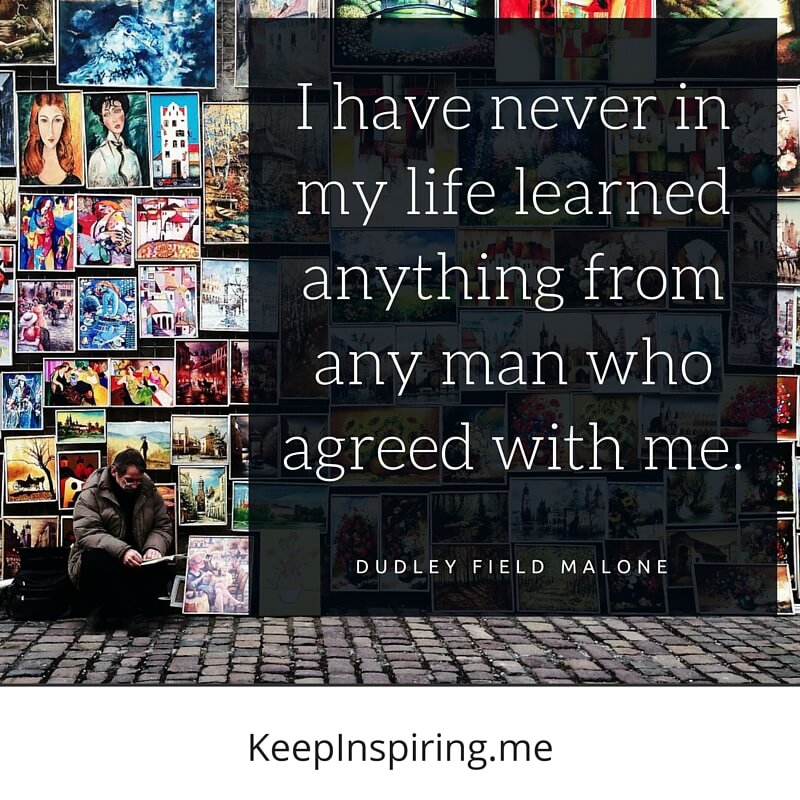 I have never in
my life learned
anything from
any man who
agreed with me.
DUDLEY FIELD MALONE
KeepInspiring.me